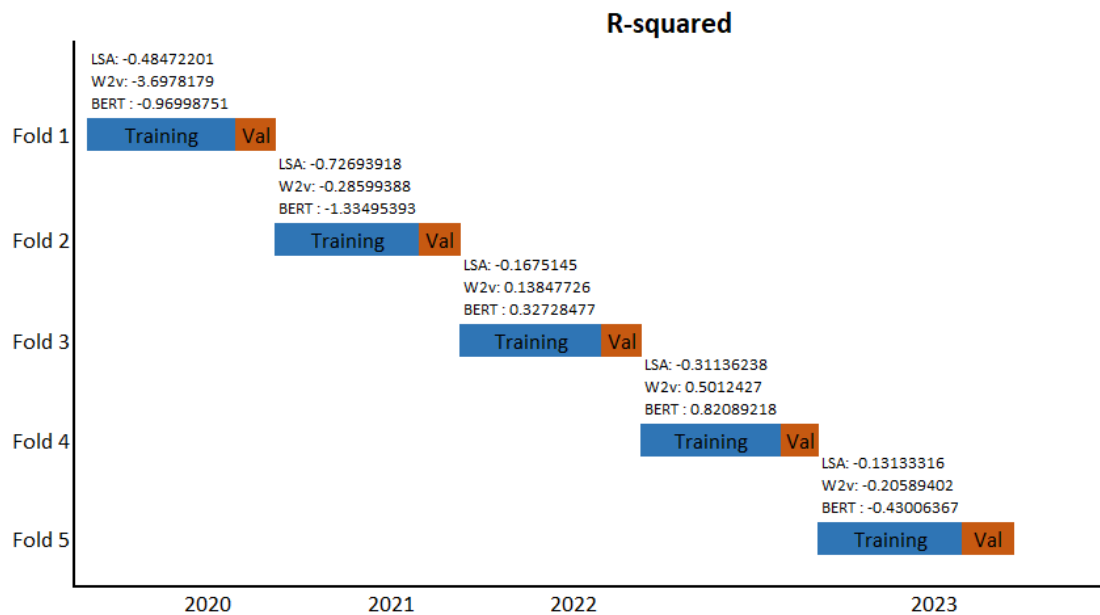 R-squared
LSA: -0.48472201
W2v: -3.6978179
BERT : -0.96998751
Fold 1
Training
Val
LSA: -0.72693918
W2v: -0.28599388
BERT : -1.33495393
Fold 2
Training
Val
LSA: -0.1675145
W2v: 0.13847726
BERT : 0.32728477
Fold 3
Training
Val
LSA: -0.31136238
W2v: 0.5012427
BERT : 0.82089218
Fold 4
Training
Val
LSA: -0.13133316
W2v: -0.20589402
BERT : -0.43006367
Fold 5
Training
Val
2020
2021
2022
2023